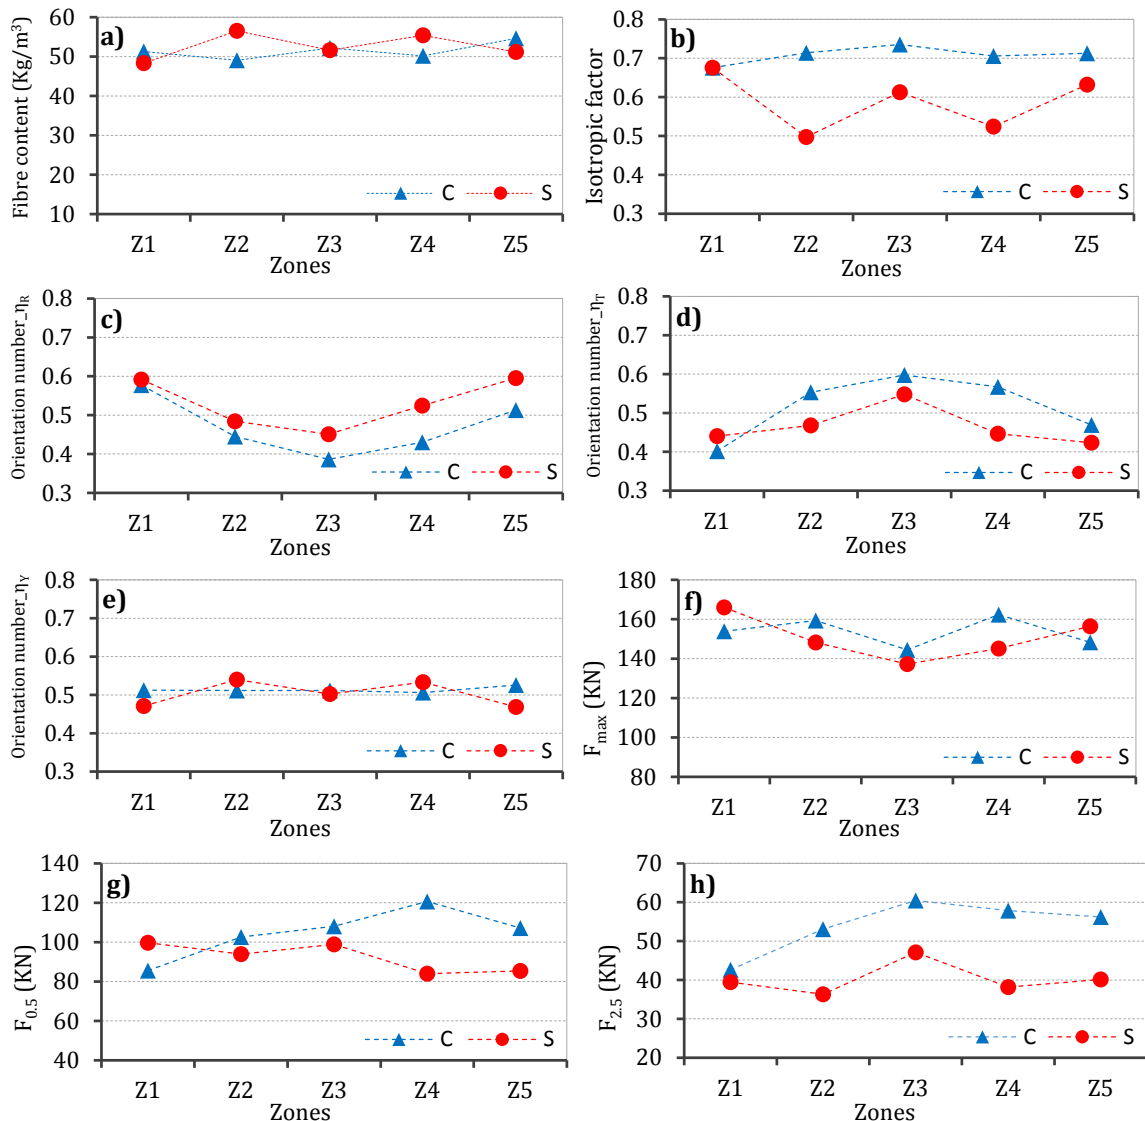 a)
Fibre content (Kg/m³)
60
50
40
30
20
10
C S
Z1 Z2 Z3 Z4 Z5
Zones
b)
Isotropic factor
0.8
0.7
0.6
0.5
0.4
0.3
C S
Z1 Z2 Z3 Z4 Z5
Zones
c)
Orientation number_ηR
0.8
0.7
0.6
0.5
0.4
0.3
C S
Z1 Z2 Z3 Z4 Z5
Zones
d)
Orientation number_ηT
0.8
0.7
0.6
0.5
0.4
0.3
C S
Z1 Z2 Z3 Z4 Z5
Zones
e)
Orientation number_ηY
0.8
0.7
0.6
0.5
0.4
0.3
C S
Z1 Z2 Z3 Z4 Z5
Zones
f)
Fmax (KN)
180
160
140
120
100
80
C S
Z1 Z2 Z3 Z4 Z5
Zones
g)
F0.5 (KN)
140
120
100
80
60
40
C S
Z1 Z2 Z3 Z4 Z5
Zones
h)
F2.5 (KN)
70
60
50
40
30
20
C S
Z1 Z2 Z3 Z4 Z5
Zones